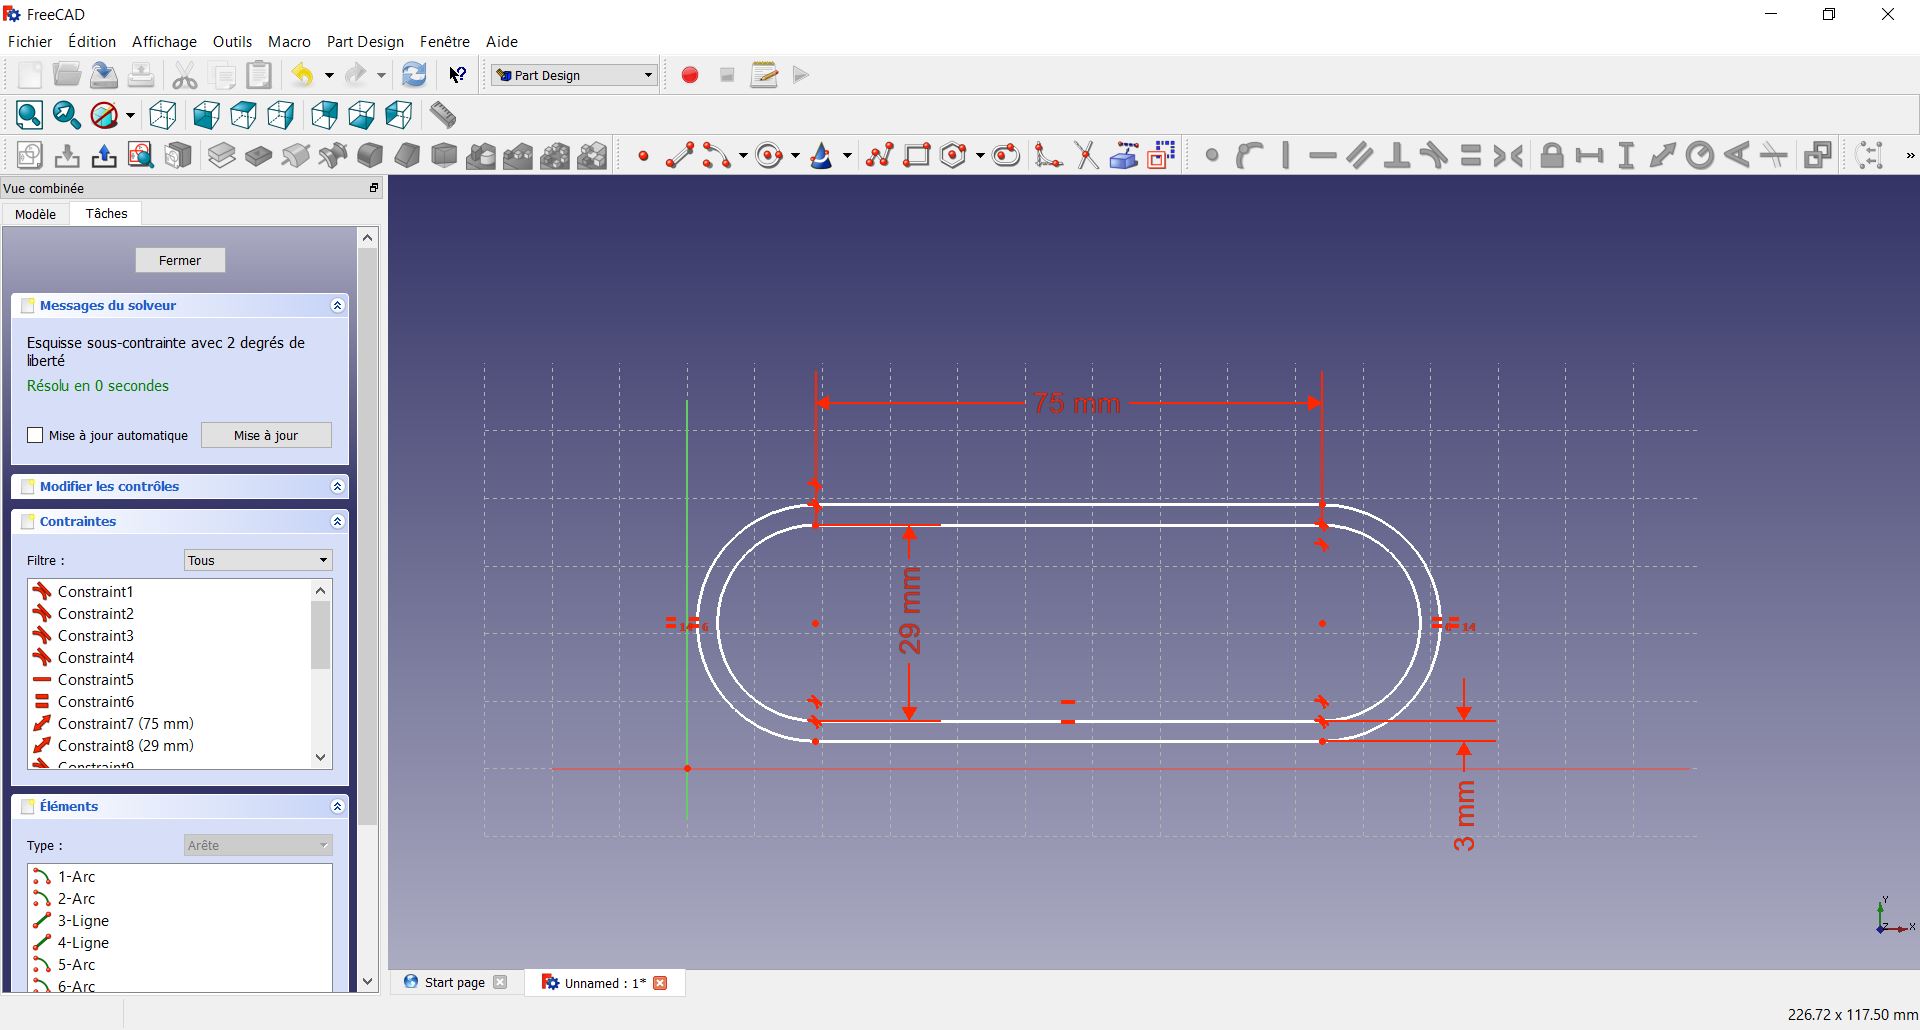 FreeCAD
Fichier Édition Affichage Outils Macro Part Design Fenêtre Aide
Part Design
»
Vue combinée
Modèle Tâches
Fermer
Messages du solveur
Esquisse sous-contrainte avec 2 degrés de
liberté
Résolu en 0 secondes
Mise à jour automatique Mise à jour
Modifier les contrôles
Contraintes
Filtre : Tous
Constraint1
Constraint2
Constraint3
Constraint4
Constraint5
Constraint6
Constraint7 (75 mm)
Constraint8 (29 mm)
Constraint9
Éléments
Type : Arête
1-Arc
2-Arc
3-Ligne
4-Ligne
5-Arc
6-Arc
75 mm
29 mm
14 6
6 14
3 mm
Y
Z X
Start page Unnamed : 1*
226.72 x 117.50 mm